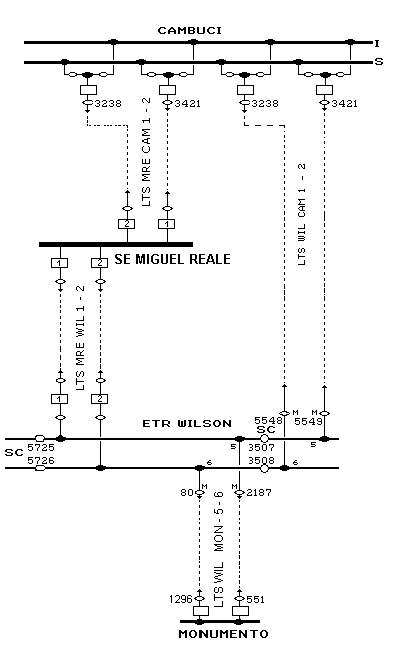 CAMBUCI
I
S
3238
3421
3238
3421
LTS MRE CAM 1 - 2
LTS WIL CAM 1 - 2
2
1
SE MIGUEL REALE
1
2
LTS MRE WIL 1 - 2
1
2
ETR WILSON
5548
M
M
5549
SC
5725
5
3507
5
SC
5726
6
3508
6
M
M
80
2187
LTS WIL MON - 5 - 6
1296
551
MONUMENTO